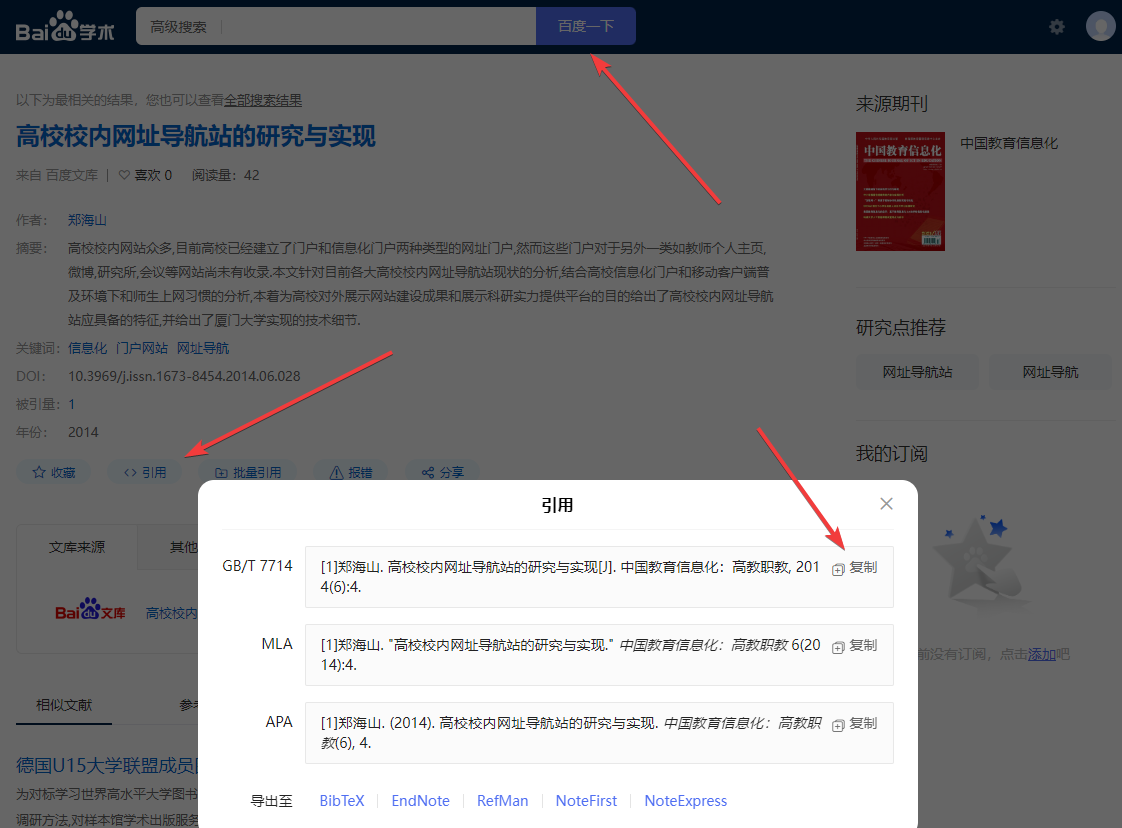 Bai du 学术
高级搜索
百度一下
以下为最相关的结果，您也可以查看全部搜索结果
高校校内网址导航站的研究与实现
来自 百度文库 | 喜欢 0 阅读量：42
作者： 郑海山
摘要： 高校校内网站众多,目前高校已经建立了门户和信息化门户两种类型的网址门户,然而这些门户对于另外一类如教师个人主页,
微博,研究所,会议等网站尚未有收录.本文针对目前各大高校校内网址导航站现状的分析,结合高校信息化门户和移动客户端普
及环境下和师生上网习惯的分析,本着为高校对外展示网站建设成果和展示科研实力提供平台的目的给出了高校校内网址导航
站应具备的特征,并给出了厦门大学实现的技术细节.
关键词： 信息化 门户网站 网址导航
DOI： 10.3969/j.issn.1673-8454.2014.06.028
被引量： 1
年份： 2014
收藏 <> 引用 批量引用 报错 分享
文库来源 其他
Bai du 文库 高校校内
相似文献 参考
德国U15大学联盟成员
为对标学习世界高水平大学图书
调研方法,对样本馆学术出版服务
来源期刊
中国教育信息化
中国教育信息化
研究点推荐
网址导航站 网址导航
我的订阅
前没有订阅，点击添加吧
引用
GB/T 7714 [1]郑海山. 高校校内网址导航站的研究与实现[J]. 中国教育信息化：高教职教, 201
4(6):4.
复制
MLA [1]郑海山. "高校校内网址导航站的研究与实现." 中国教育信息化：高教职教 6(20
14):4.
复制
APA [1]郑海山. (2014). 高校校内网址导航站的研究与实现. 中国教育信息化：高教职
教(6), 4.
复制
导出至 BibTeX EndNote RefMan NoteFirst NoteExpress